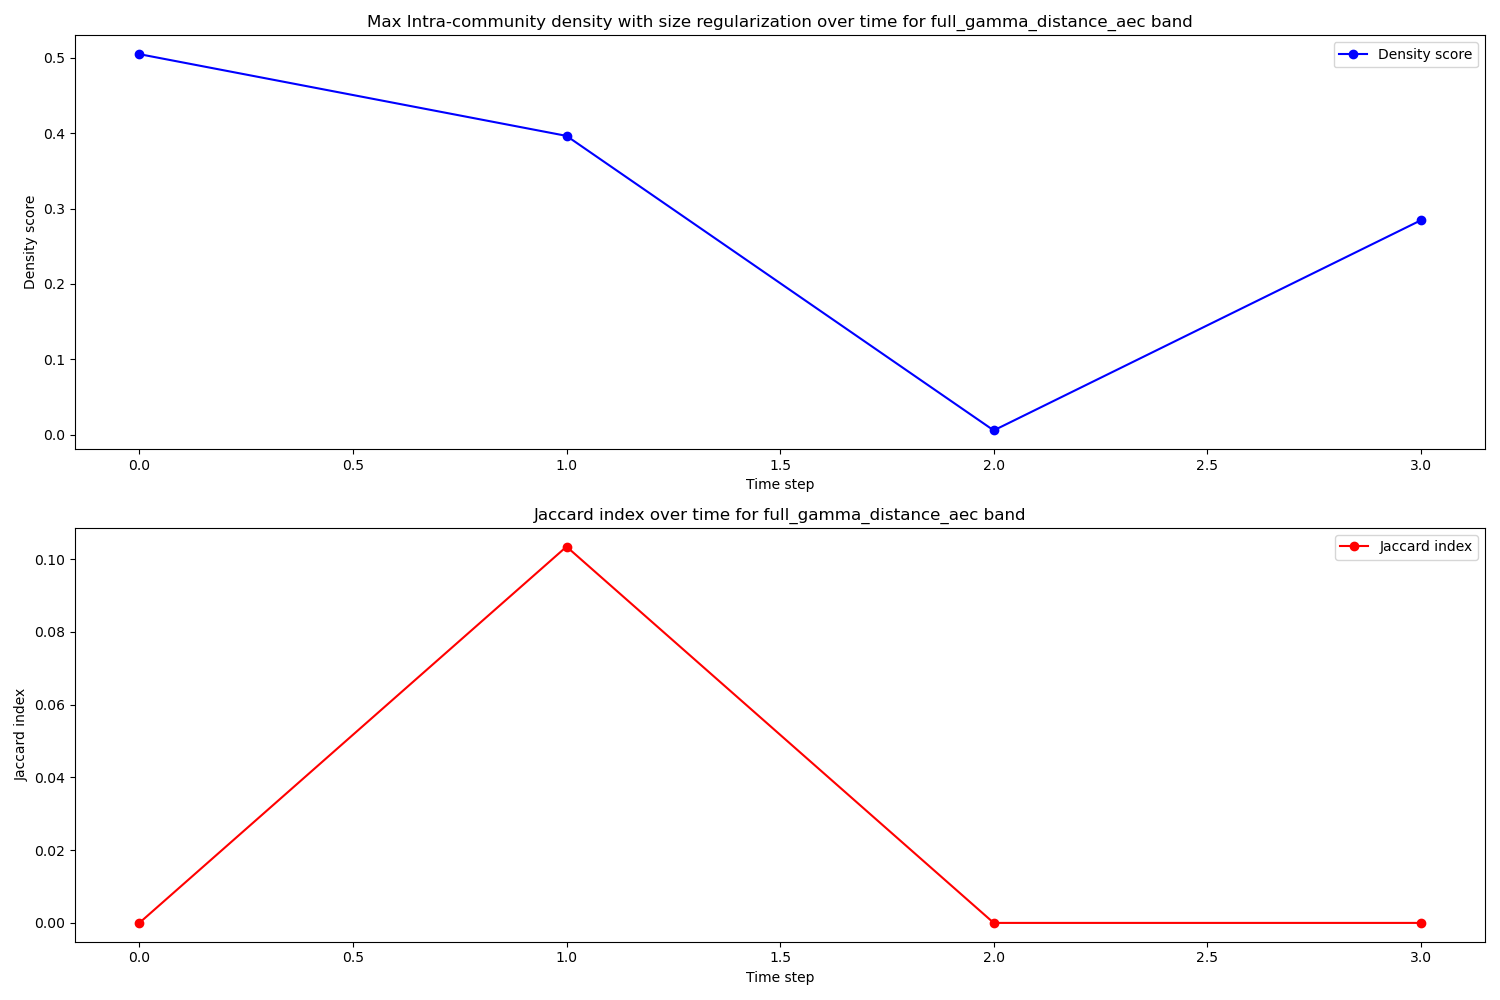 Max Intra-community density with size regularization over time for full_gamma_distance_aec band
Density score
0.5
0.4
0.3
0.2
0.1
0.0
Density score
0.0 0.5 1.0 1.5 2.0 2.5 3.0
Time step
Jaccard index over time for full_gamma_distance_aec band
Jaccard index
0.10
0.08
0.06
0.04
0.02
0.00
Jaccard index
0.0 0.5 1.0 1.5 2.0 2.5 3.0
Time step